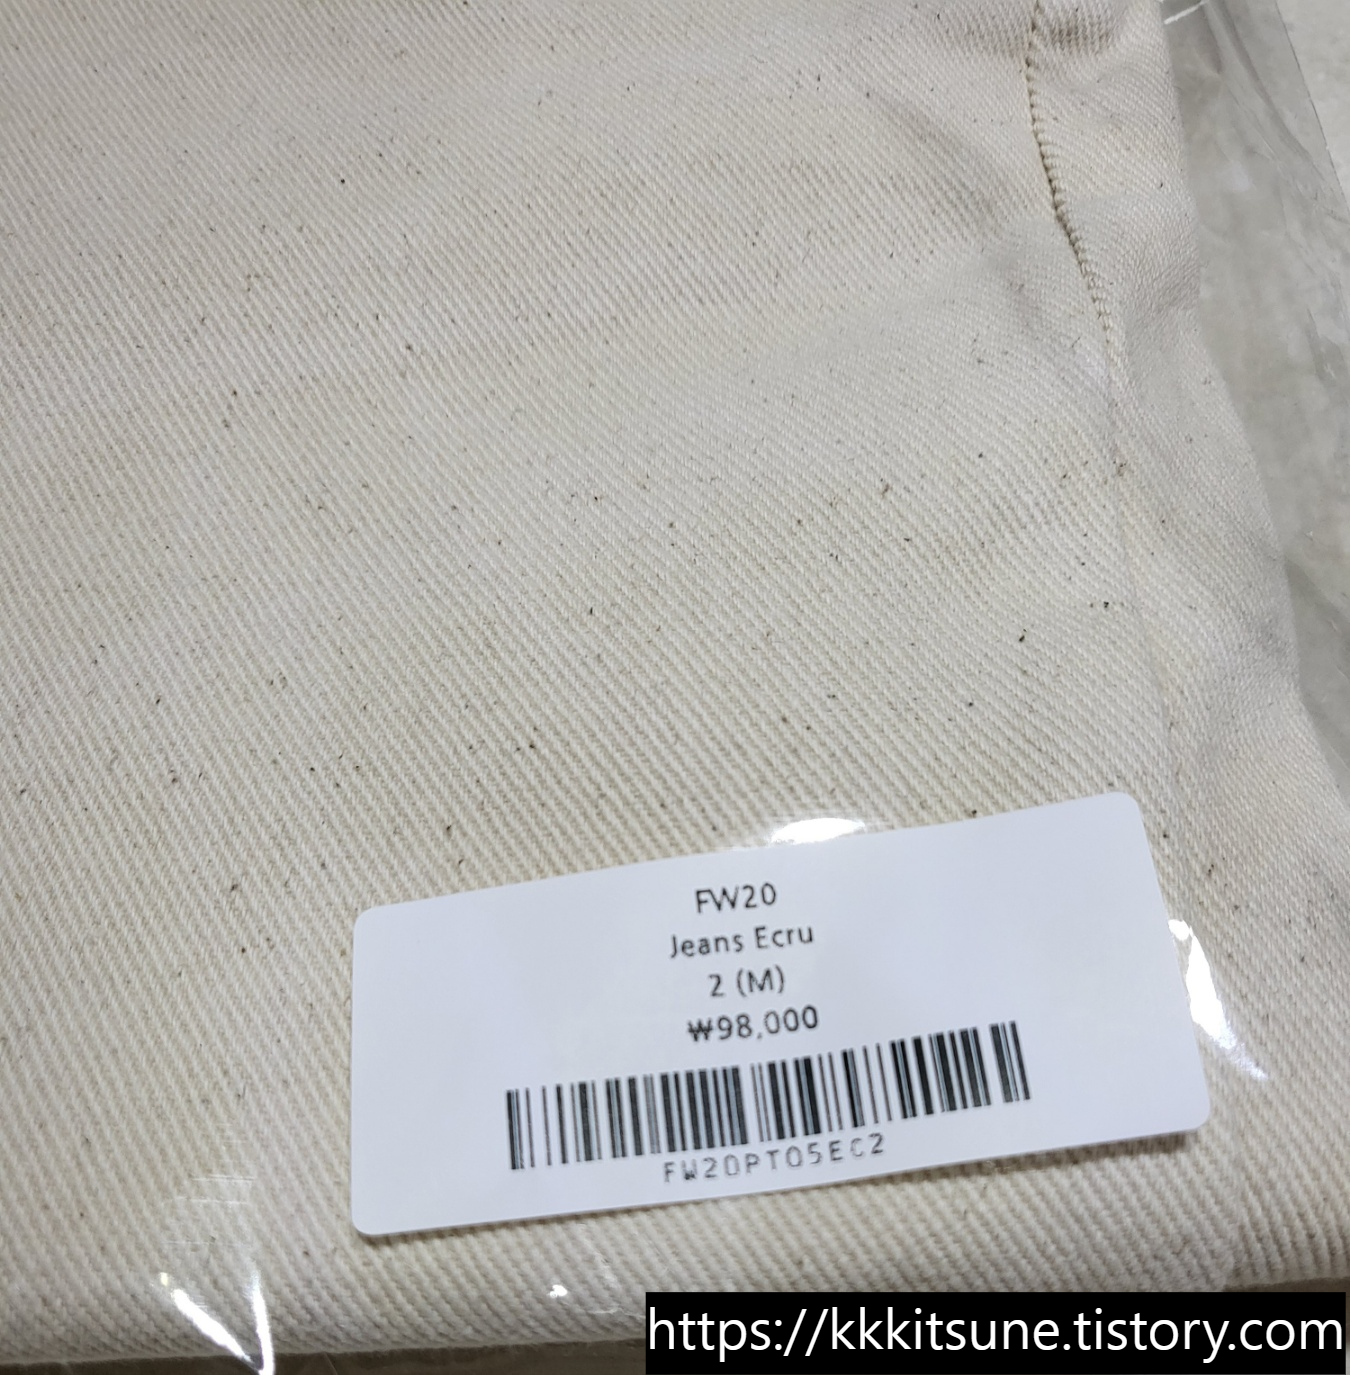 FW20
Jeans Ecru
2 (M)
₩98,000
FW20PT05EC2
https://kkkitsune.tistory.com